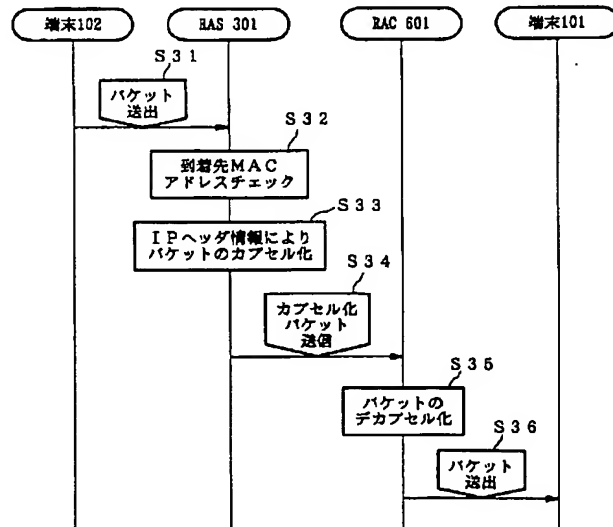 端末102
RAS 301
RAC 601
端末101
S31
パケット
送出
S32
到着先MAC
アドレスチェック
S33
IPヘッダ情報により
パケットのカプセル化
S34
カプセル化
パケット
送信
S35
パケットの
デカプセル化
S36
パケット
送出